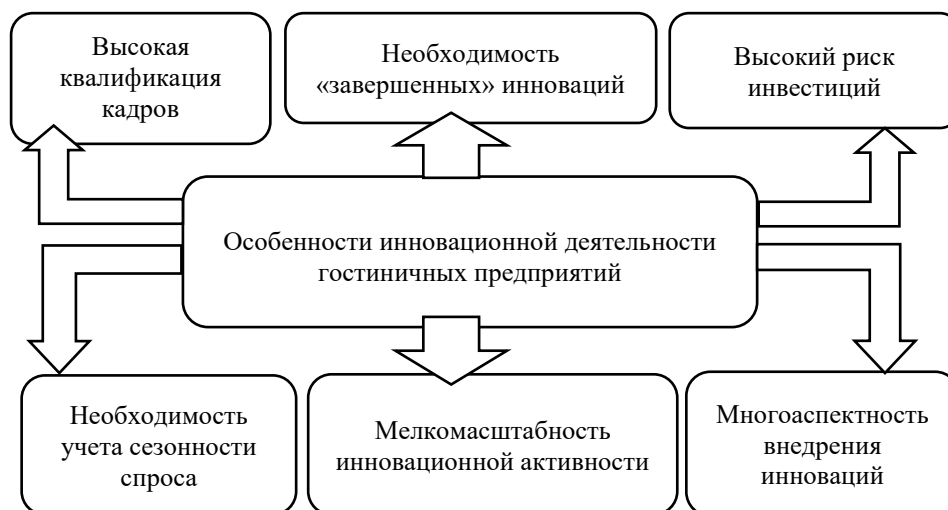 Высокая
квалификация
кадров
Необходимость
«завершенных» инноваций
Высокий риск
инвестиций
Особенности инновационной деятельности
гостиничных предприятий
Необходимость
учета сезонности
спроса
Мелкомасштабность
инновационной активности
Многоаспектность
внедрения
инноваций